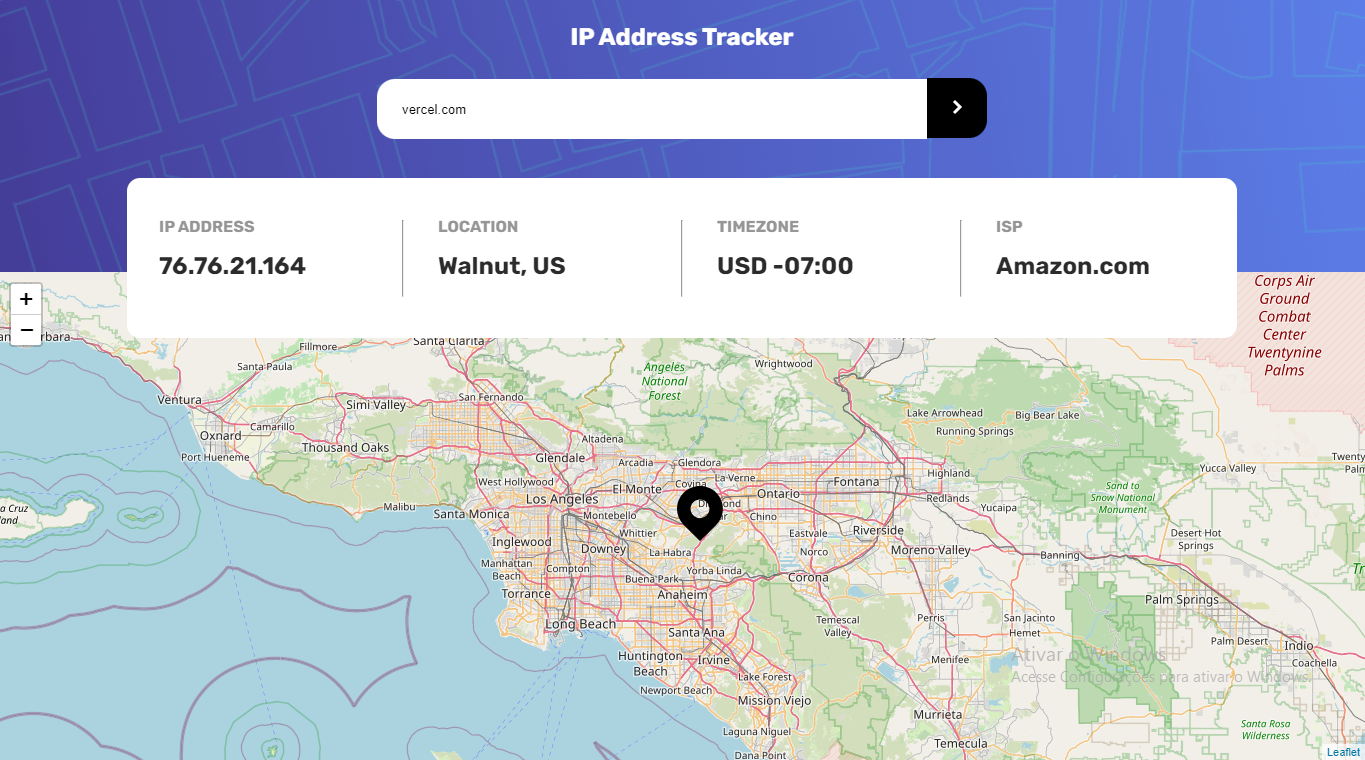 IP Address Tracker
vercel.com
IP ADDRESS
76.76.21.164
LOCATION
Walnut, US
TIMEZONE
USD -07:00
ISP
Amazon.com
+
−
Corps Air
Ground
Combat
Center
Twentynine
Palms
Fillmore
Santa Clarita
Santa Paula
Angeles
National
Forest
Wrightwood
Ventura
Simi Valley
San Fernando
Lake Arrowhead
Big Bear Lake
Oxnard
Camarillo
Running Springs
Thousand Oaks
Altadena
Port Hueneme
Glendale
Arcadia
Glendora
Yucca Valley
West Hollywood
La Verne
Highland
El Monte
Covina
Fontana
Los Angeles
Ontario
Redlands
Sand to
Snow National
Monument
Malibu
Santa Monica
Montebello
Chino
Yucaipa
Whittier
Eastvale
Riverside
Desert Hot
Springs
Inglewood
Downey
La Habra
Norco
Moreno Valley
Banning
Manhattan
Beach
Compton
Yorba Linda
Buena Park
Corona
Torrance
Anaheim
Palm Springs
Long Beach
Temescal
Valley
Perris
San Jacinto
Santa Ana
Hemet
Palm Desert
Indio
Huntington
Beach
Irvine
Menifee
Coachella
Ativar o Windows
Acesse Configurações para ativar o Windows.
Lake Forest
Newport Beach
Mission Viejo
Murrieta
Laguna Niguel
Santa Rosa
Wilderness
Temecula
Dana Point
Leaflet